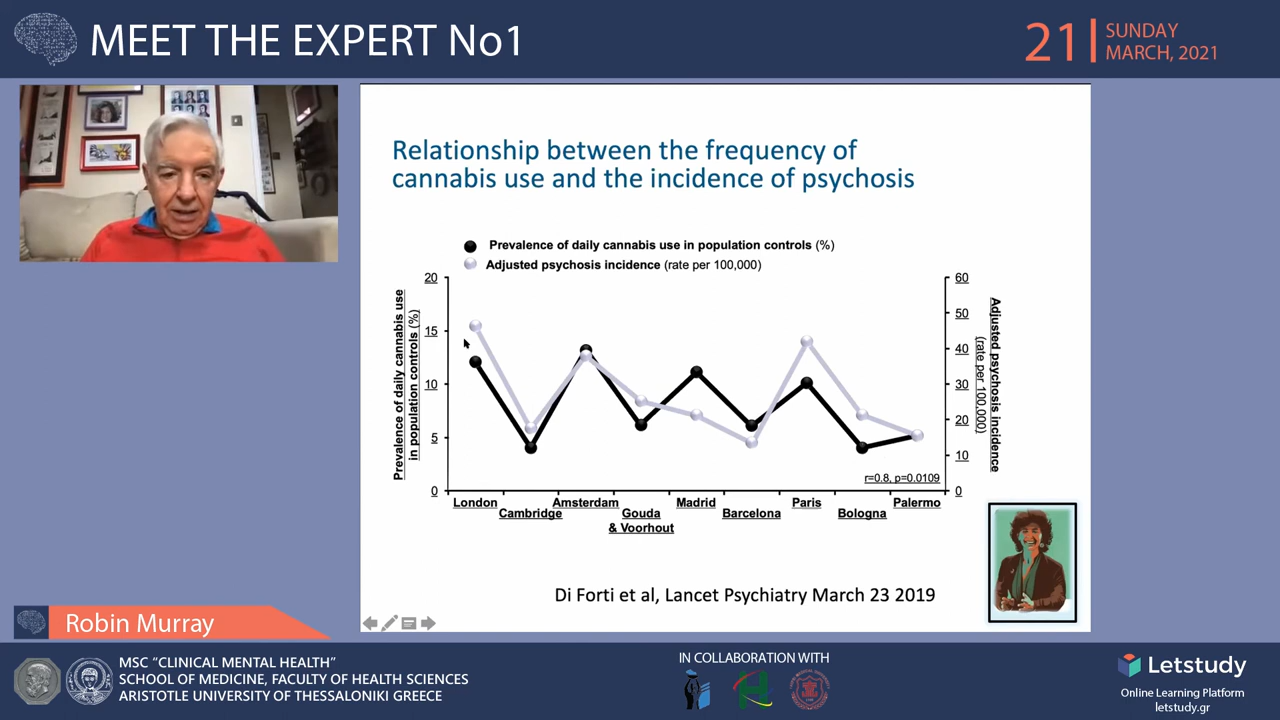 MEET THE EXPERT No1
21
SUNDAY
MARCH, 2021
Relationship between the frequency of
cannabis use and the incidence of psychosis
Prevalence of daily cannabis use in population controls (%)
Adjusted psychosis incidence (rate per 100,000)
Prevalence of daily cannabis use
in population controls (%)
20
15
10
5
0
60
50
40
30
20
10
0
Adjusted psychosis incidence
(rate per 100,000)
r=0.8, p=0.0109
London
Cambridge
Amsterdam
Gouda
& Voorhout
Madrid
Barcelona
Paris
Bologna
Palermo
Di Forti et al, Lancet Psychiatry March 23 2019
Robin Murray
MSC “CLINICAL MENTAL HEALTH”
SCHOOL OF MEDICINE, FACULTY OF HEALTH SCIENCES
ARISTOTLE UNIVERSITY OF THESSALONIKI GREECE
IN COLLABORATION WITH
Letstudy
Online Learning Platform
letstudy.gr